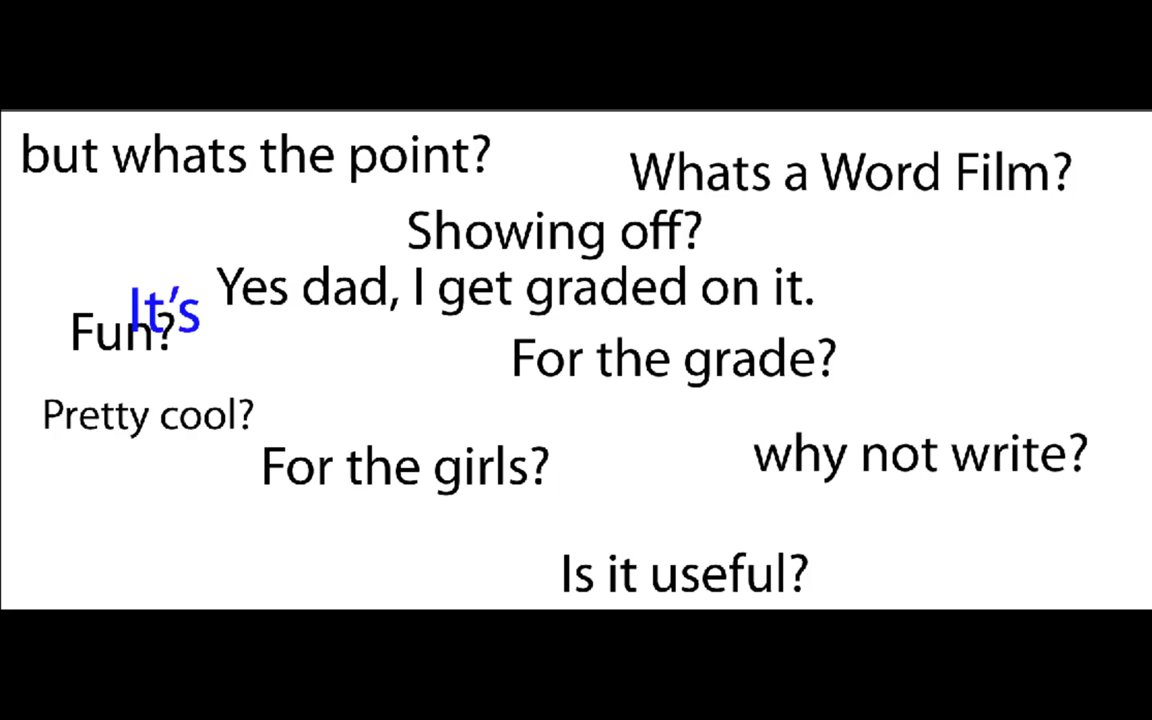 but whats the point?
Whats a Word Film?
Showing off?
Yes dad, I get graded on it.
It's
Fun?
For the grade?
Pretty cool?
why not write?
For the girls?
Is it useful?